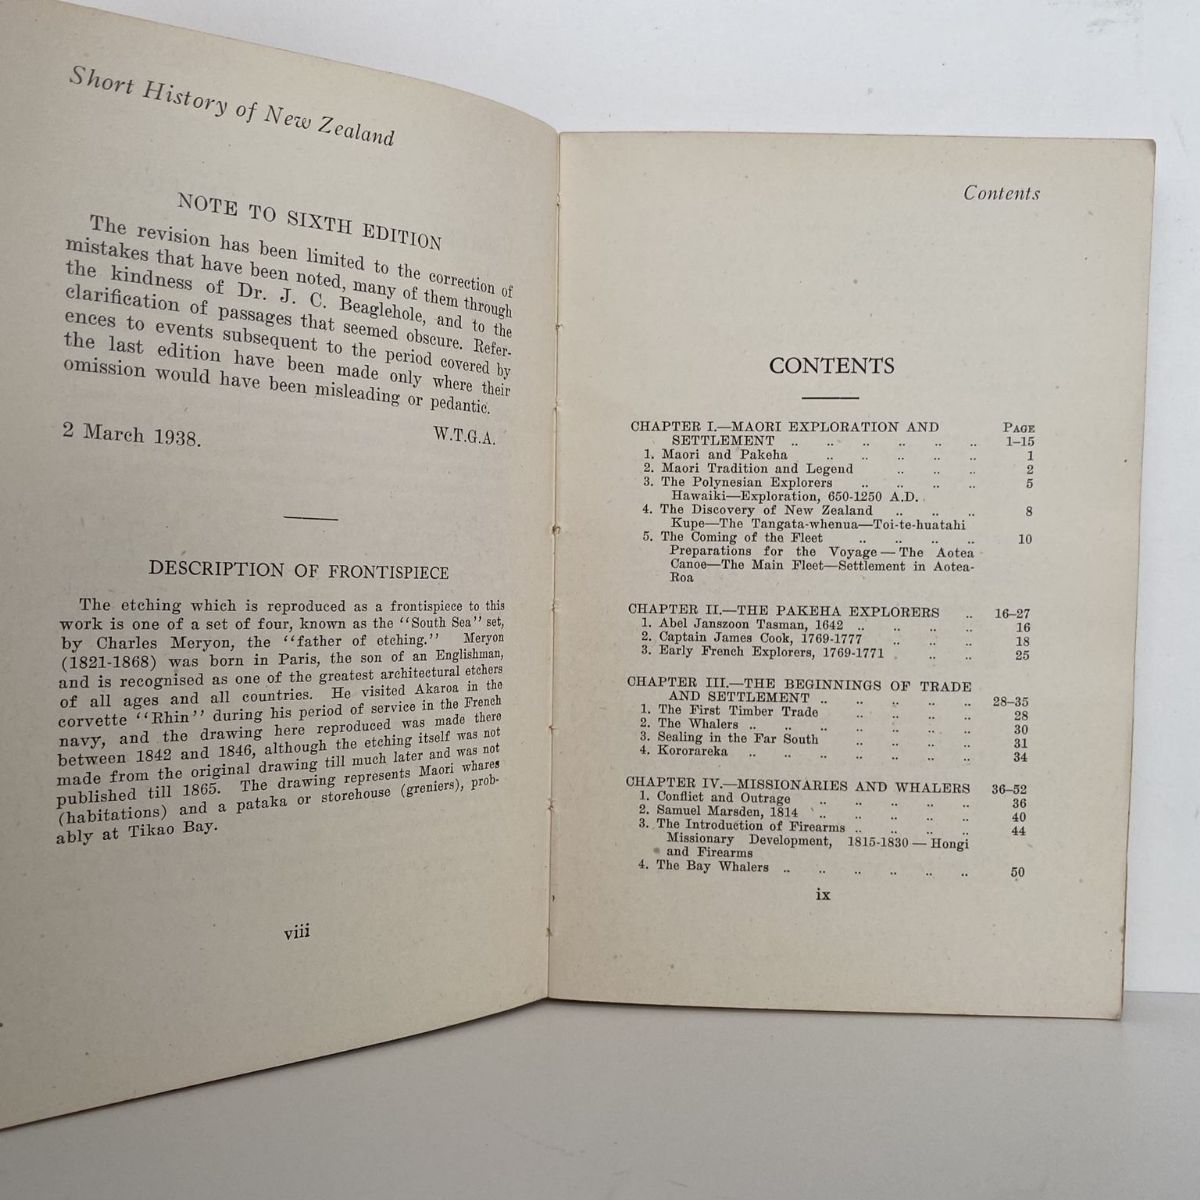 Short History of New Zealand
NOTE TO SIXTH EDITION
The revision has been limited to the correction of
mistakes that have been noted, many of them through
the kindness of Dr. J. C. Beaglehole, and to the
clarification of passages that seemed obscure. Refer-
ences to events subsequent to the period covered by
the last edition have been made only where their
omission would have been misleading or pedantic.
2 March 1938. W.T.G.A.
DESCRIPTION OF FRONTISPIECE
The etching which is reproduced as a frontispiece to this
work is one of a set of four, known as the "South Sea" set,
by Charles Meryon, the "father of etching." Meryon
(1821-1868) was born in Paris, the son of an Englishman,
and is recognised as one of the greatest architectural etchers
of all ages and all countries. He visited Akaroa in the
corvette "Rhin" during his period of service in the French
navy, and the drawing here reproduced was made there
between 1842 and 1846, although the etching itself was not
made from the original drawing till much later and was not
published till 1865. The drawing represents Maori whares
(habitations) and a pataka or storehouse (greniers), prob-
ably at Tikao Bay.
viii
Contents
CONTENTS
CHAPTER I.—MAORI EXPLORATION AND PAGE
SETTLEMENT .. .. .. .. .. .. 1–15
1. Maori and Pakeha .. .. .. .. .. 1
2. Maori Tradition and Legend .. .. .. 2
3. The Polynesian Explorers .. .. .. .. 5
Hawaiki—Exploration, 650-1250 A.D.
4. The Discovery of New Zealand .. .. .. 8
Kupe—The Tangata-whenua—Toi-te-huatahi
5. The Coming of the Fleet .. .. .. .. 10
Preparations for the Voyage — The Aotea
Canoe—The Main Fleet—Settlement in Aotea-
Roa
CHAPTER II.—THE PAKEHA EXPLORERS .. 16–27
1. Abel Janszoon Tasman, 1642 .. .. .. .. 16
2. Captain James Cook, 1769-1777 .. .. .. 18
3. Early French Explorers, 1769-1771 .. .. 25
CHAPTER III.—THE BEGINNINGS OF TRADE
AND SETTLEMENT .. .. .. .. .. 28–35
1. The First Timber Trade .. .. .. .. 28
2. The Whalers .. .. .. .. .. .. .. 30
3. Sealing in the Far South .. .. .. .. 31
4. Kororareka .. .. .. .. .. .. .. 34
CHAPTER IV.—MISSIONARIES AND WHALERS 36–52
1. Conflict and Outrage .. .. .. .. .. 36
2. Samuel Marsden, 1814 .. .. .. .. .. 40
3. The Introduction of Firearms .. .. .. .. 44
Missionary Development, 1815-1830 — Hongi
and Firearms
4. The Bay Whalers .. .. .. .. .. .. 50
ix